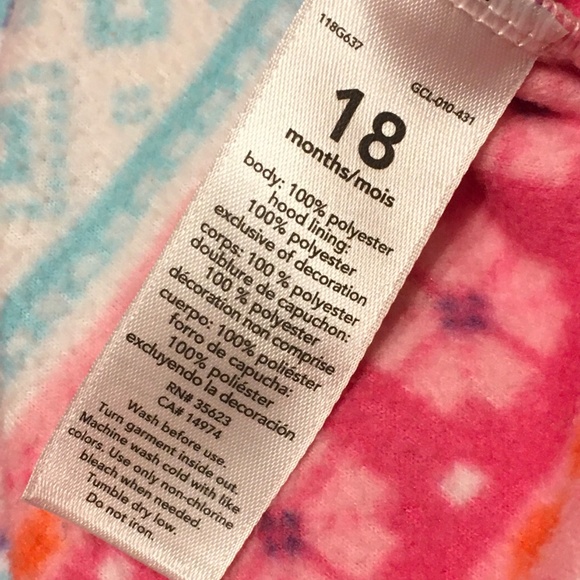 118G637
GCL-010-431
18
months/mois
body: 100% polyester
hood lining:
100% polyester
exclusive of decoration
corps: 100 % polyester
doublure de capuchon:
100 % polyester
décoration non comprise
cuerpo: 100% poliéster
forro de capucha:
100% poliéster
excluyendo la decoración
RN# 35623
CA# 14974
Wash before use.
Turn garment inside out.
Machine wash cold with like
colors. Use only non-chlorine
bleach when needed.
Tumble dry low.
Do not iron.